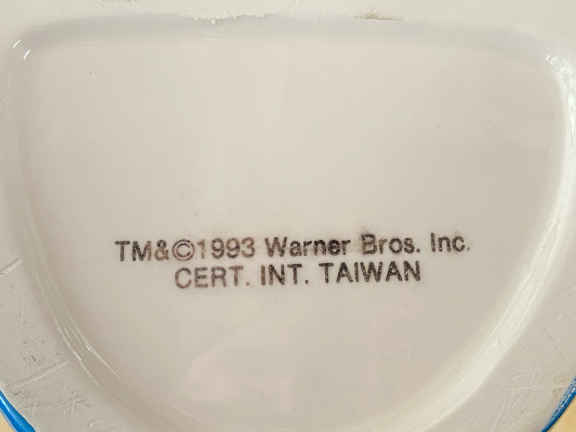 TM&©1993 Warner Bros. Inc.
CERT. INT. TAIWAN